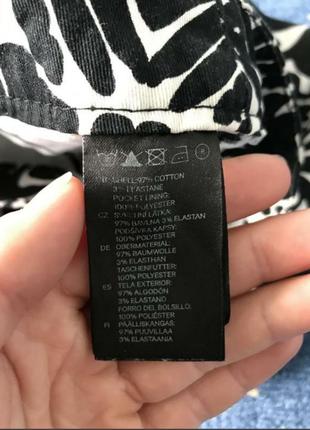 SHELL 97% COTTON
3% ELASTANE
POCKET LINING:
100% POLYESTER
CZ SVRCHNÍ LÁTKA
97% BAVLNA 3% ELASTAN
PODŠÍVKA KAPSY:
100% POLYESTER
DE OBERMATERIAL:
97% BAUMWOLLE
3% ELASTHAN
TASCHENFUTTER:
100% POLYESTER
ES TELA EXTERIOR:
97% ALGODÓN
3% ELASTANO
FORRO DEL BOLSILLO:
100% POLIÉSTER
FI PÄÄLLISKANGAS:
97% PUUVILLAA
3% ELASTAANIA